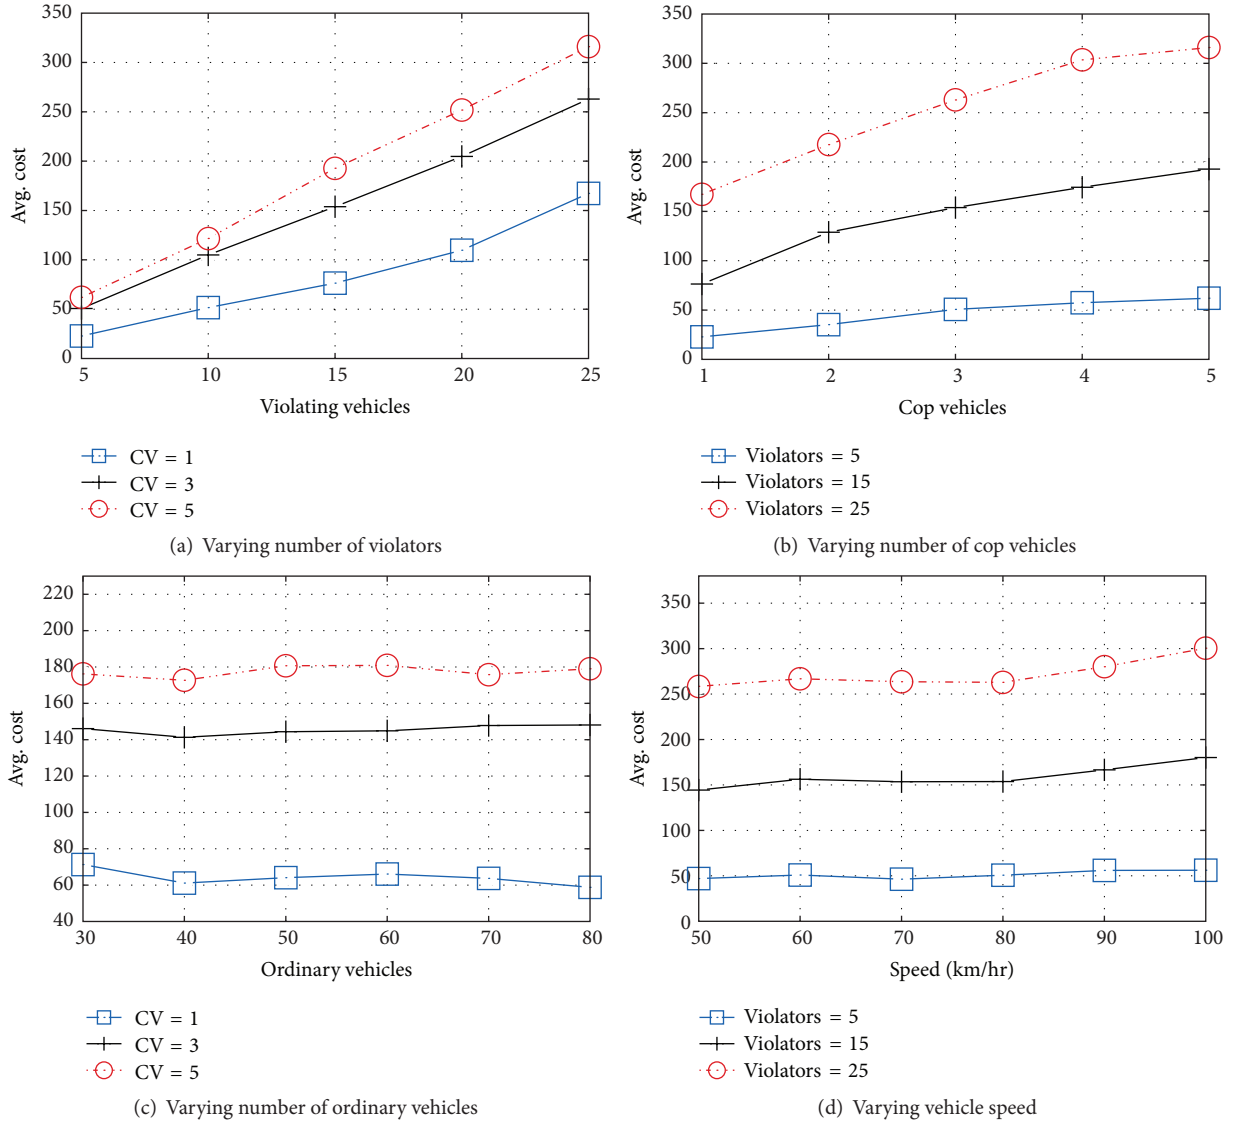 350
300
250
200
150
100
50
0
Avg. cost
5 10 15 20 25
Violating vehicles
CV = 1
CV = 3
CV = 5
(a) Varying number of violators
350
300
250
200
150
100
50
0
Avg. cost
1 2 3 4 5
Cop vehicles
Violators = 5
Violators = 15
Violators = 25
(b) Varying number of cop vehicles
220
200
180
160
140
120
100
80
60
40
Avg. cost
30 40 50 60 70 80
Ordinary vehicles
CV = 1
CV = 3
CV = 5
(c) Varying number of ordinary vehicles
350
300
250
200
150
100
50
0
Avg. cost
50 60 70 80 90 100
Speed (km/hr)
Violators = 5
Violators = 15
Violators = 25
(d) Varying vehicle speed